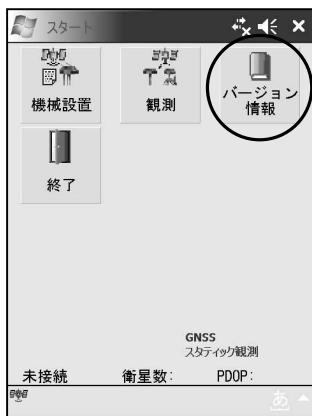 スタート
機械設置
観測
バージョン
情報
終了
GNSS
スタティック観測
未接続 衛星数: PDOP:
あ